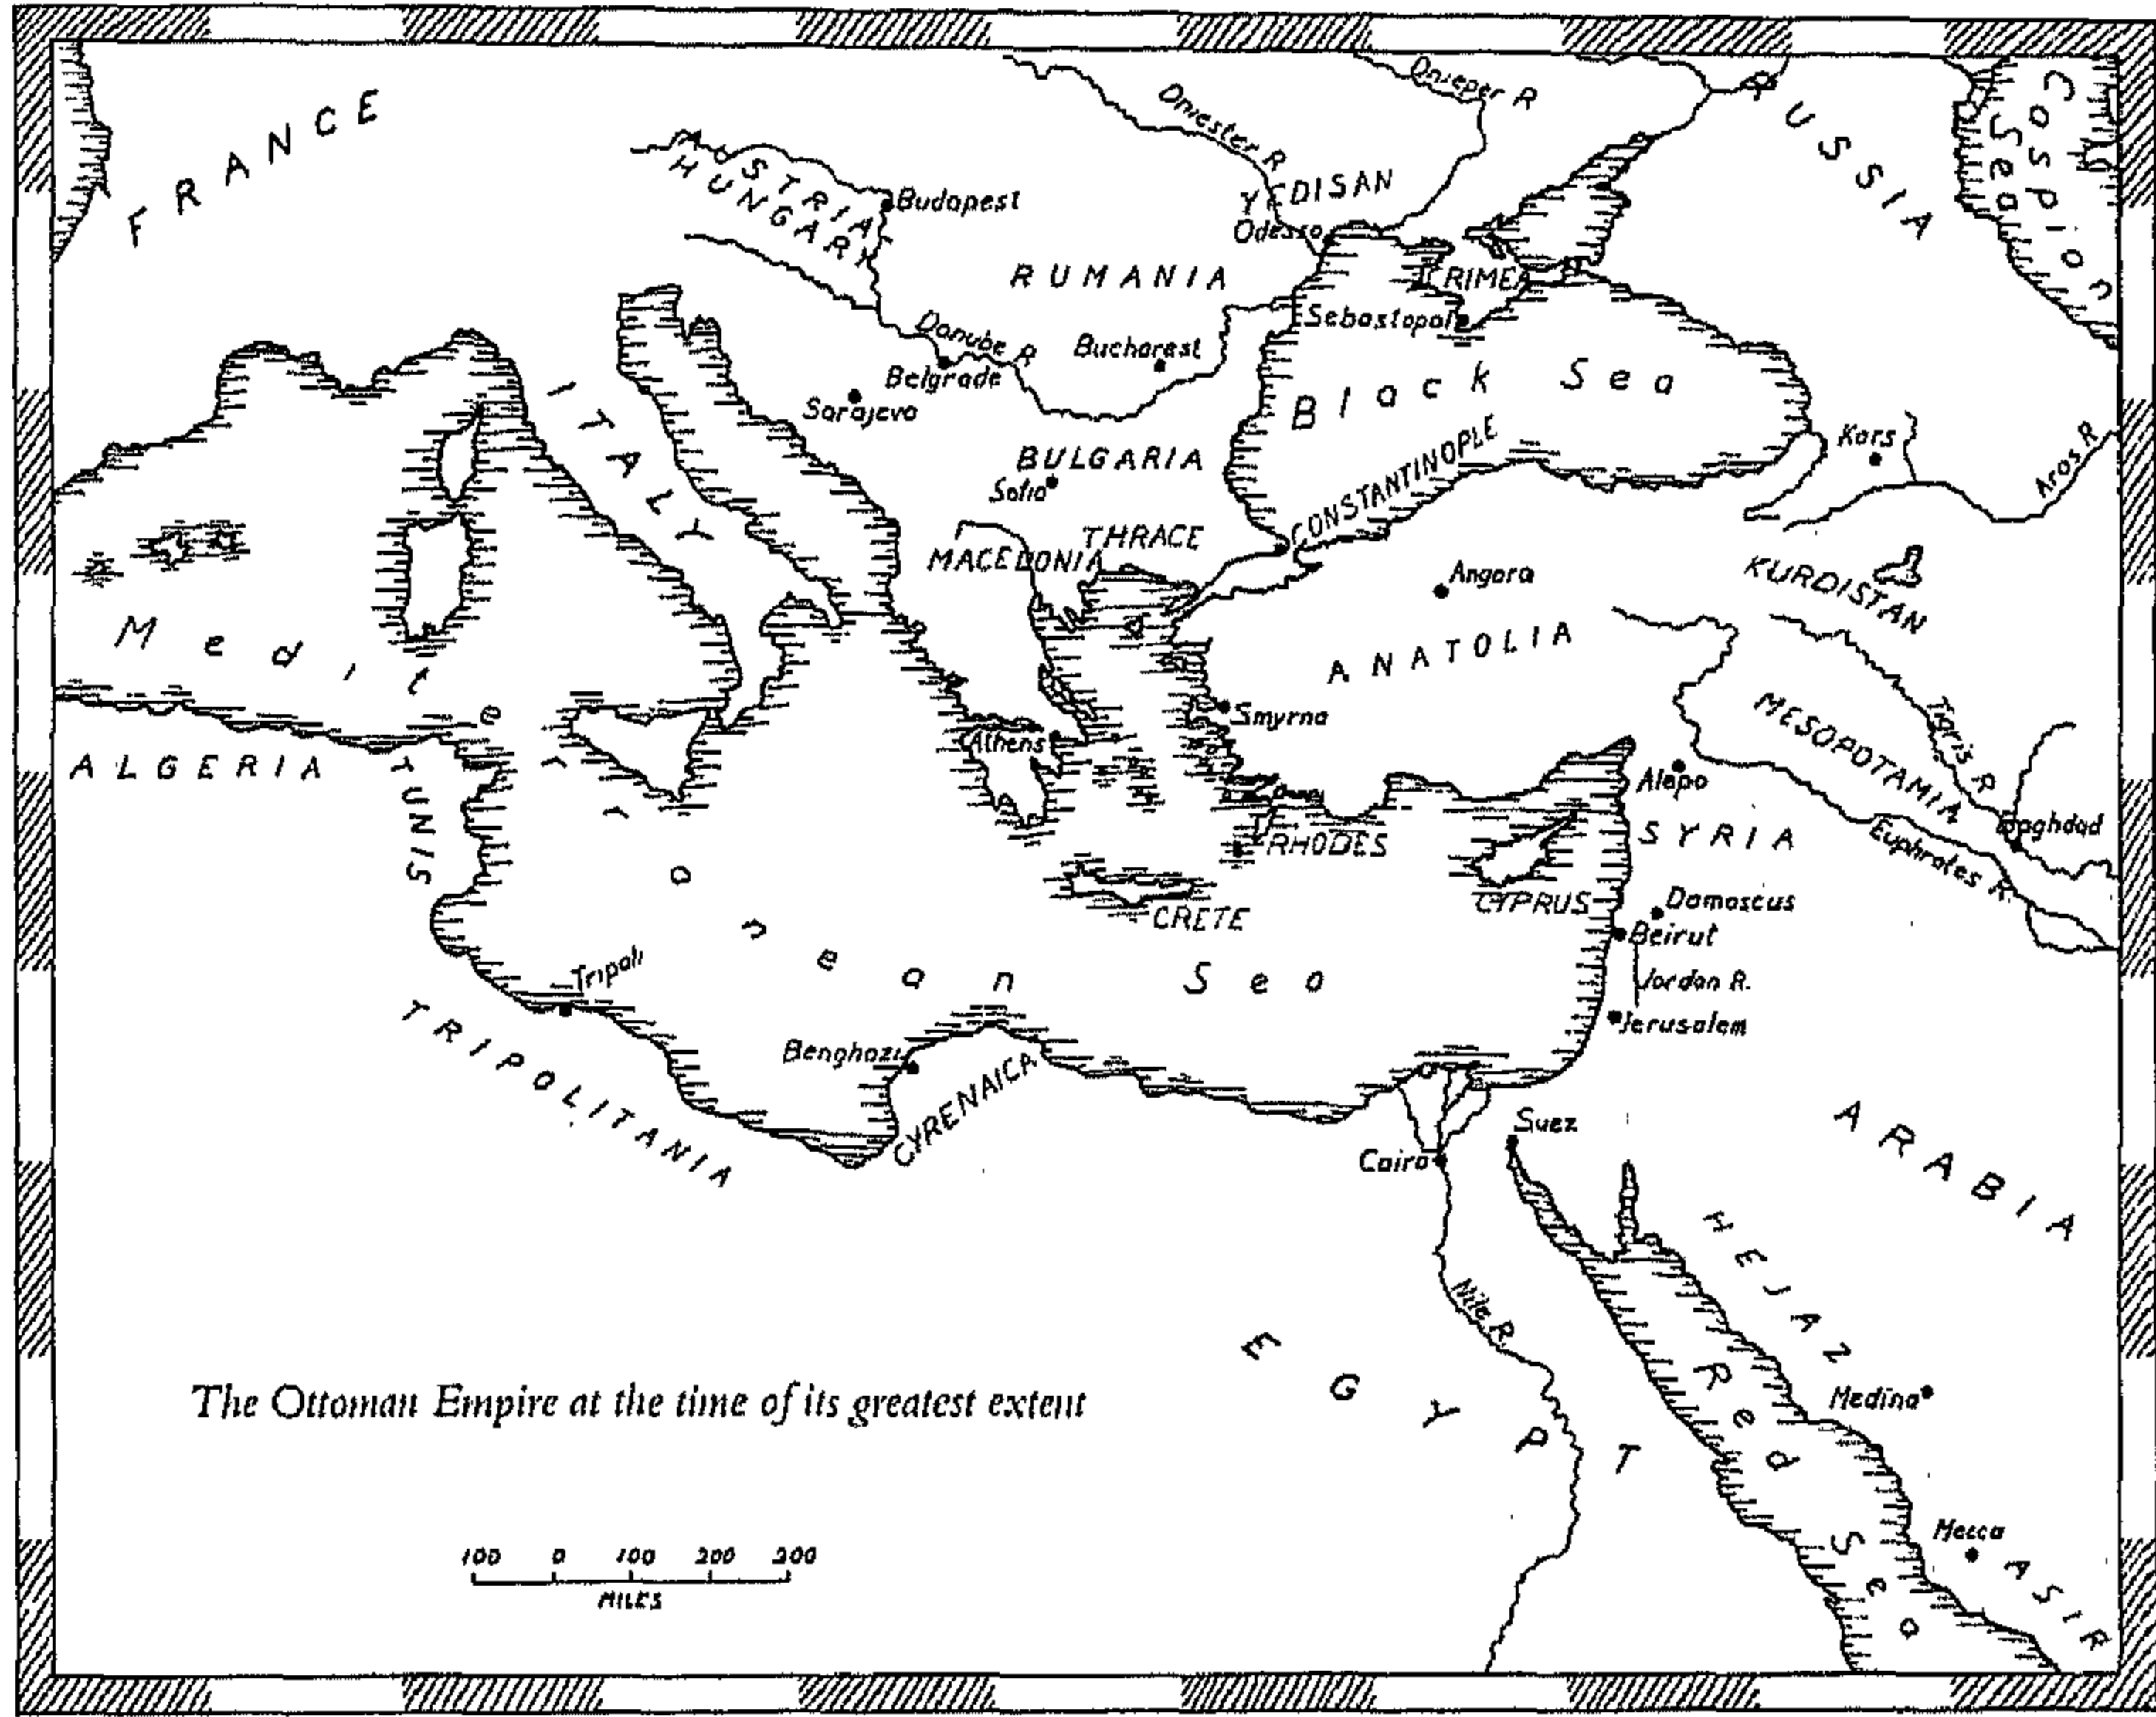 FRANCE
AUSTRIA
HUNGARY
Budapest
Dniester R
Dnieper R
RUSSIA
Caspian
Sea
YEDISAN
Odessa
RUMANIA
CRIMEA
Sebastopol
Danube R
Belgrade
Bucharest
Sarajevo
Black Sea
ITALY
BULGARIA
Sofia
CONSTANTINOPLE
Kars
Aras R
THRACE
MACEDONIA
Angora
KURDISTAN
ANATOLIA
Mediterranean Sea
Smyrna
Athens
MESOPOTAMIA
Tigris R
ALGERIA
TUNIS
Alepo
SYRIA
Baghdad
Euphrates R.
RHODES
CRETE
CYPRUS
Damascus
Beirut
Jordan R.
Jerusalem
Tripoli
TRIPOLITANIA
Benghazi
CYRENAICA
Suez
Cairo
ARABIA
HEJAZ
Nile R.
EGYPT
Red Sea
Medina
Mecca
ASIR
The Ottoman Empire at the time of its greatest extent
100 0 100 200 300
MILES